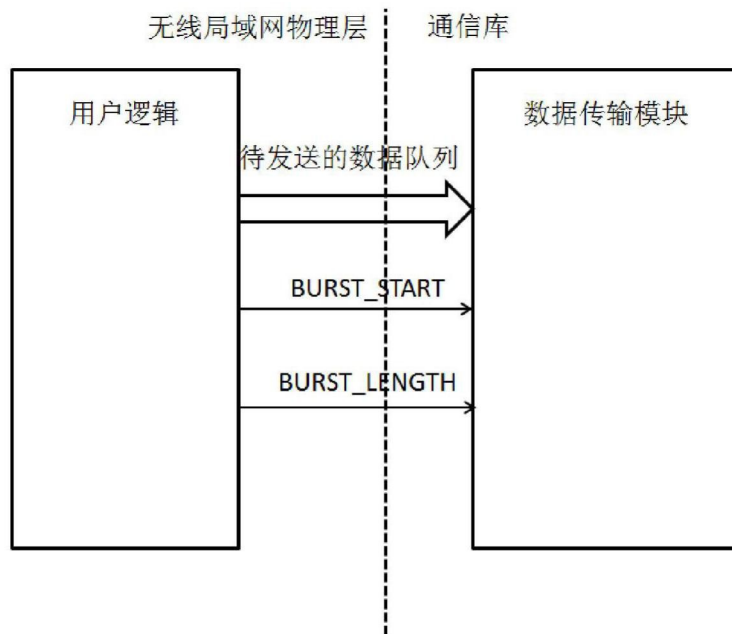 无线局域网物理层
通信库
用户逻辑
数据传输模块
待发送的数据队列
BURST_START
BURST_LENGTH